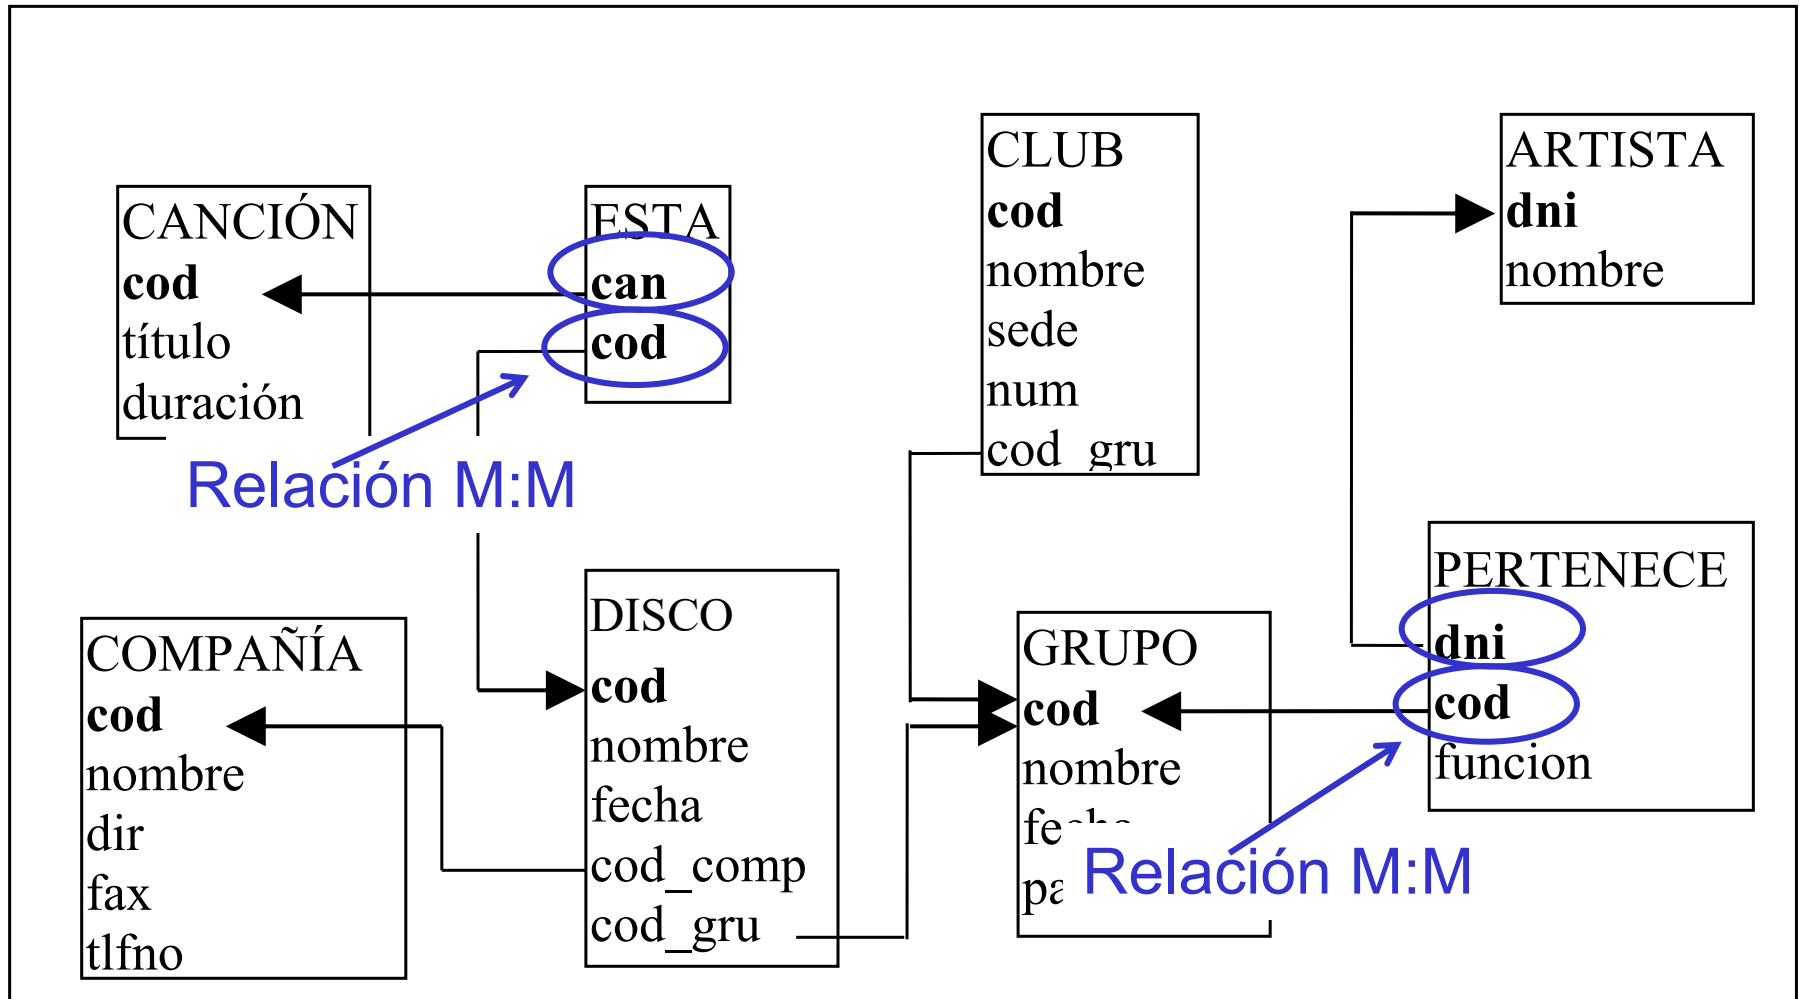 CANCIÓN
cod
título
duración
ESTA
can
cod
Relación M:M
CLUB
cod
nombre
sede
num
cod_gru
ARTISTA
dni
nombre
COMPAÑÍA
cod
nombre
dir
fax
tlfno
DISCO
cod
nombre
fecha
cod_comp
cod_gru
GRUPO
cod
nombre
fecha
PERTENECE
dni
cod
funcion
Relación M:M